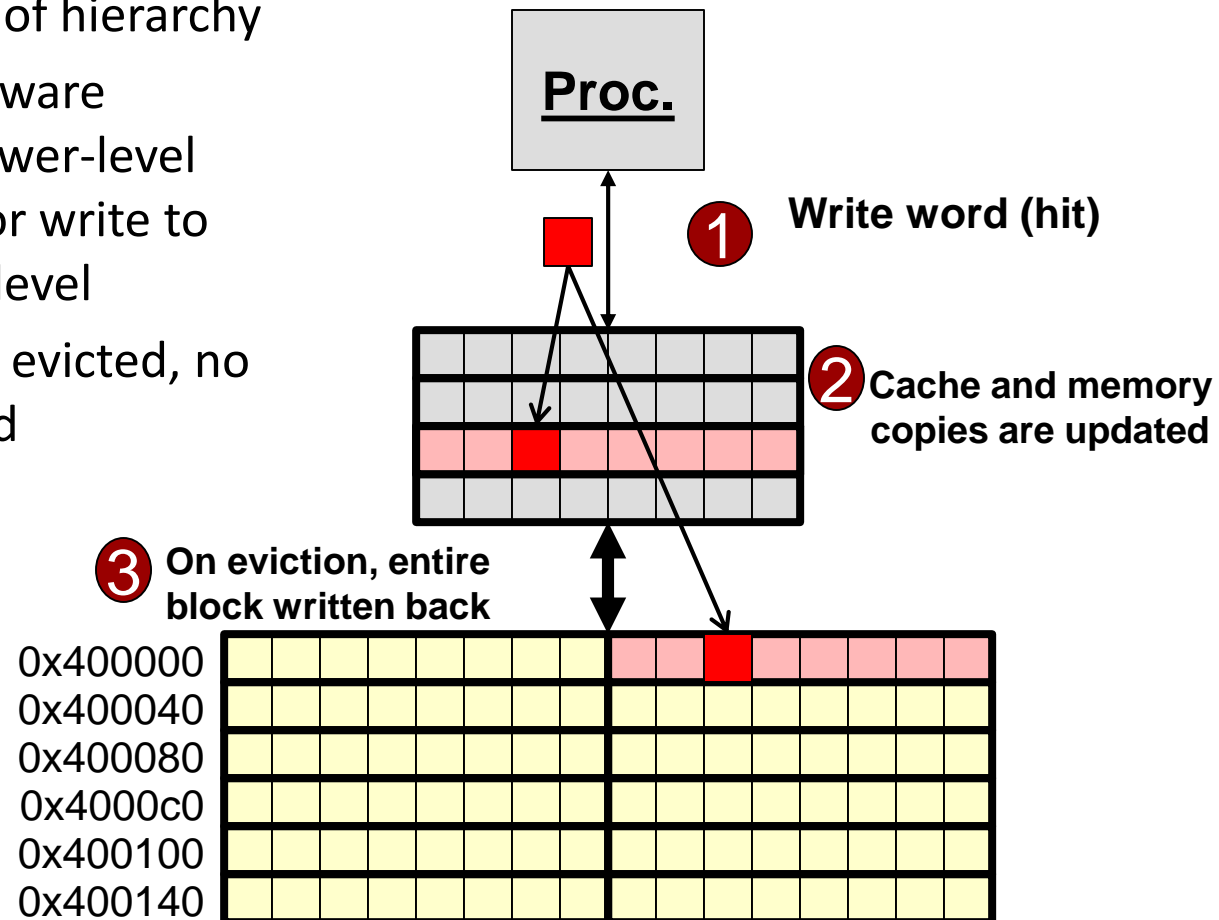 of hierarchy
ware
wer-level
or write to
level
evicted, no
d
Proc.
1
Write word (hit)
2
Cache and memory
copies are updated
3
On eviction, entire
block written back
0x400000
0x400040
0x400080
0x4000c0
0x400100
0x400140